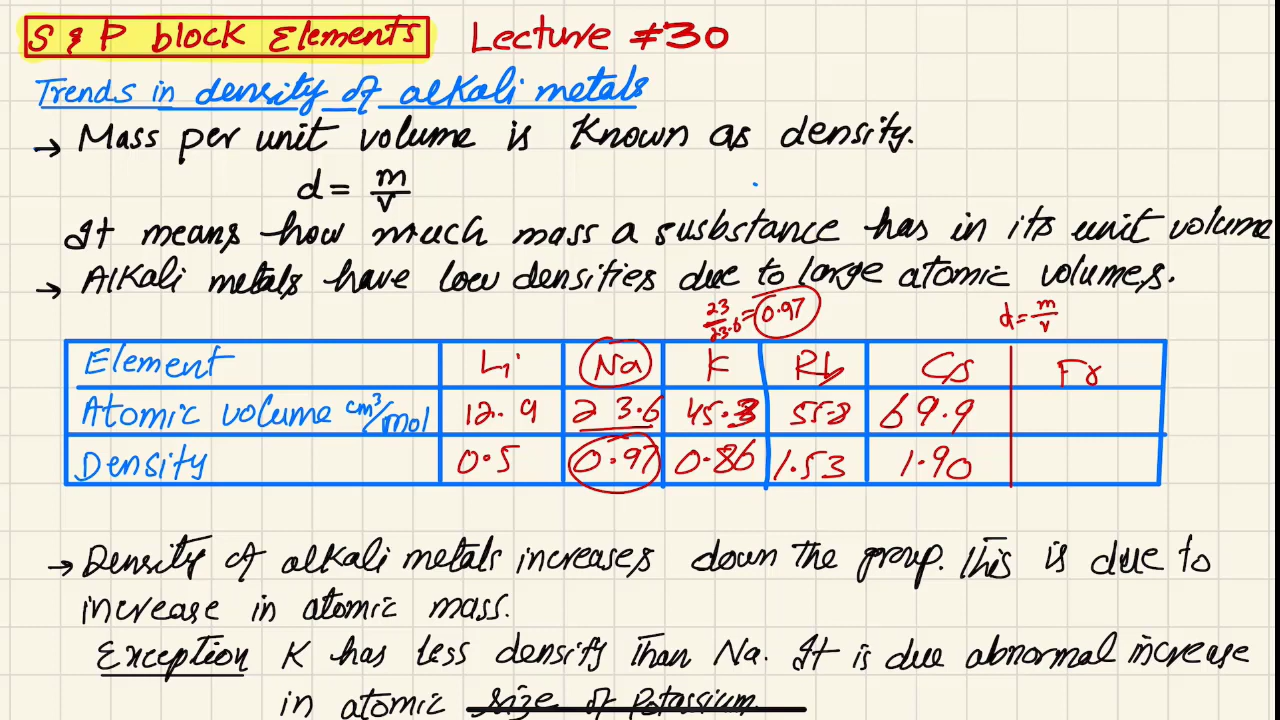 S & P block Elements Lecture #30
Trends in density of alkali metals
→ Mass per unit volume is known as density.
d = m/v
It means how much mass a susbstance has in its unit volume
→ Alkali metals have low densities due to large atomic volumes.
23/23.6 = 0.97 d = m/v
Element Li Na K Rb Cs Fr
Atomic volume cm³/mol 12.9 23.6 45.3 55.8 69.9
Density 0.5 0.97 0.86 1.53 1.90
→ Density of alkali metals increases down the group. This is due to
increase in atomic mass.
Exception K has less density than Na. It is due abnormal increase
in atomic size of Potassium.